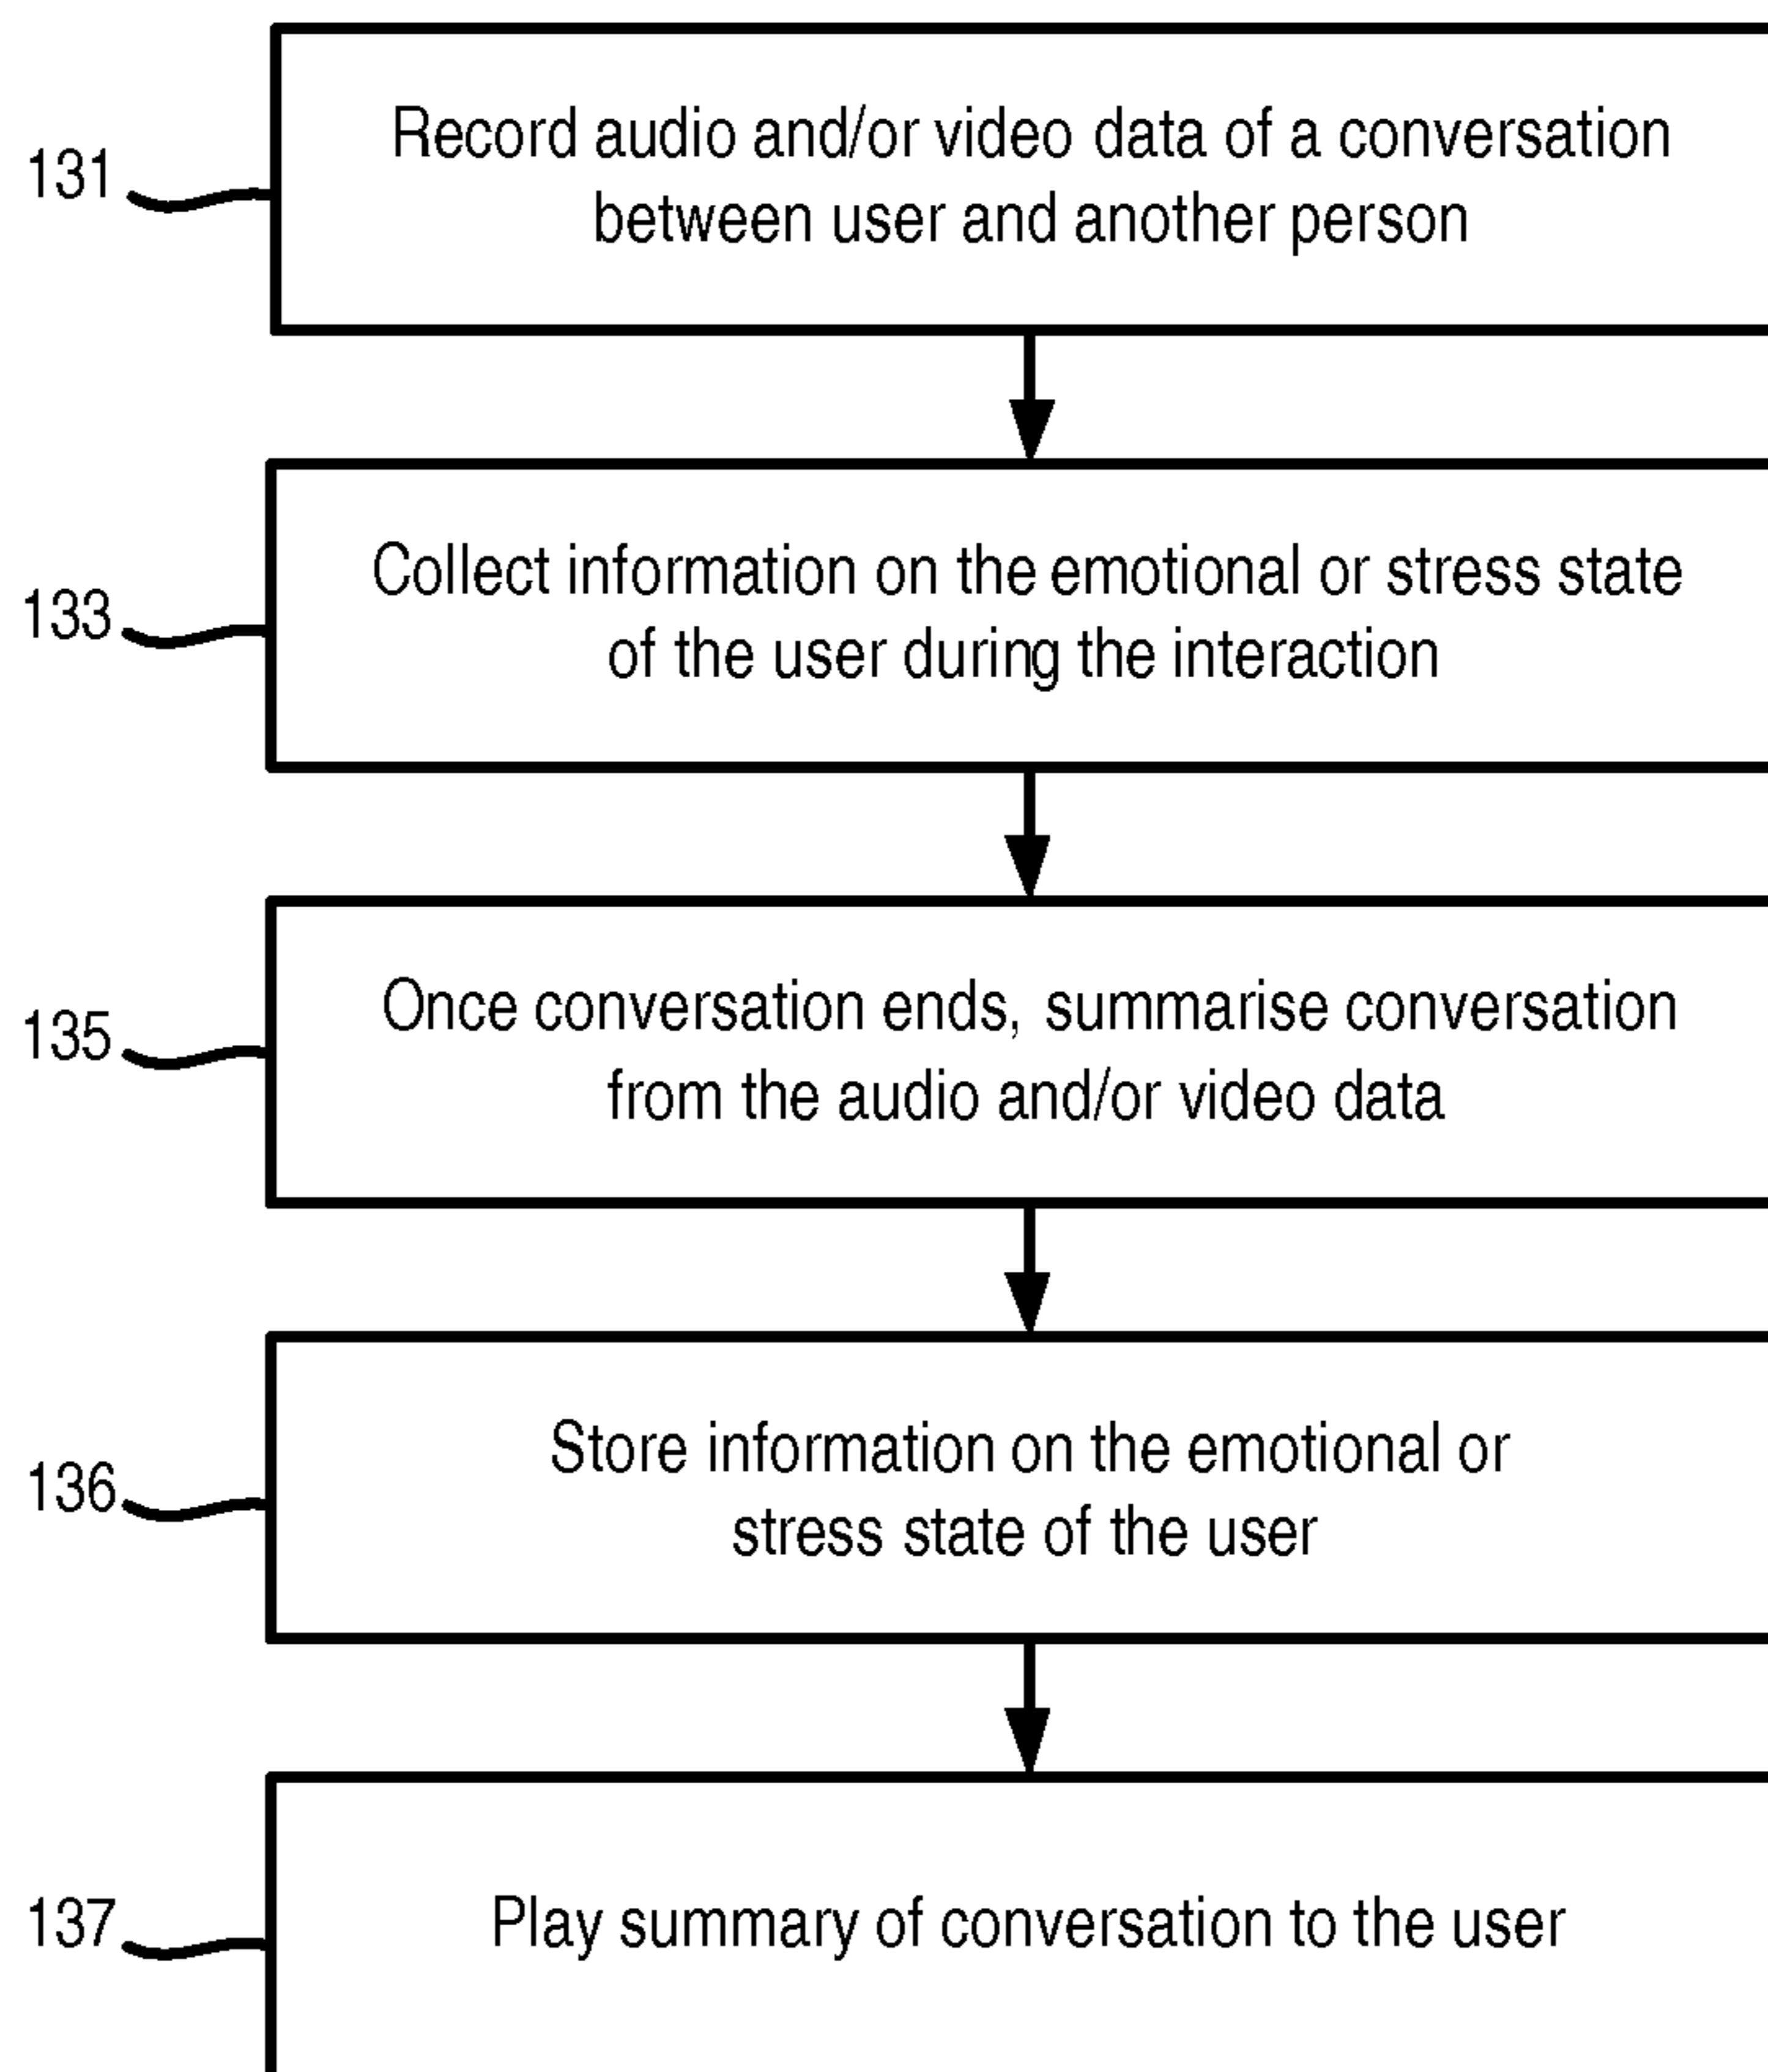 131
Record audio and/or video data of a conversation
between user and another person
133
Collect information on the emotional or stress state
of the user during the interaction
135
Once conversation ends, summarise conversation
from the audio and/or video data
136
Store information on the emotional or
stress state of the user
137
Play summary of conversation to the user